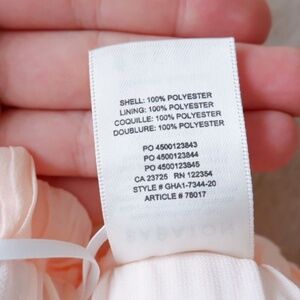 SHELL: 100% POLYESTER
LINING: 100% POLYESTER
COQUILLE: 100% POLYESTER
DOUBLURE: 100% POLYESTER
PO 4500123843
PO 4500123844
PO 4500123845
CA 23725 RN 122354
STYLE # GHA1-7344-20
ARTICLE # 78017